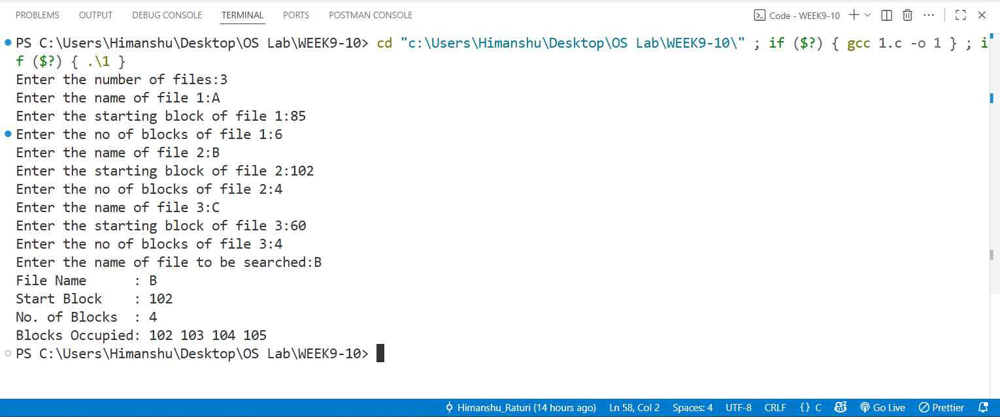 PROBLEMS OUTPUT DEBUG CONSOLE TERMINAL PORTS POSTMAN CONSOLE Code - WEEK9-10
PS C:\Users\Himanshu\Desktop\OS Lab\WEEK9-10> cd "c:\Users\Himanshu\Desktop\OS Lab\WEEK9-10\" ; if ($?) { gcc 1.c -o 1 } ; i
f ($?) { .\1 }
Enter the number of files:3
Enter the name of file 1:A
Enter the starting block of file 1:85
Enter the no of blocks of file 1:6
Enter the name of file 2:B
Enter the starting block of file 2:102
Enter the no of blocks of file 2:4
Enter the name of file 3:C
Enter the starting block of file 3:60
Enter the no of blocks of file 3:4
Enter the name of file to be searched:B
File Name      : B
Start Block    : 102
No. of Blocks  : 4
Blocks Occupied: 102 103 104 105
PS C:\Users\Himanshu\Desktop\OS Lab\WEEK9-10>
Himanshu_Raturi (14 hours ago) Ln 58, Col 2 Spaces: 4 UTF-8 CRLF {} C Go Live Prettier